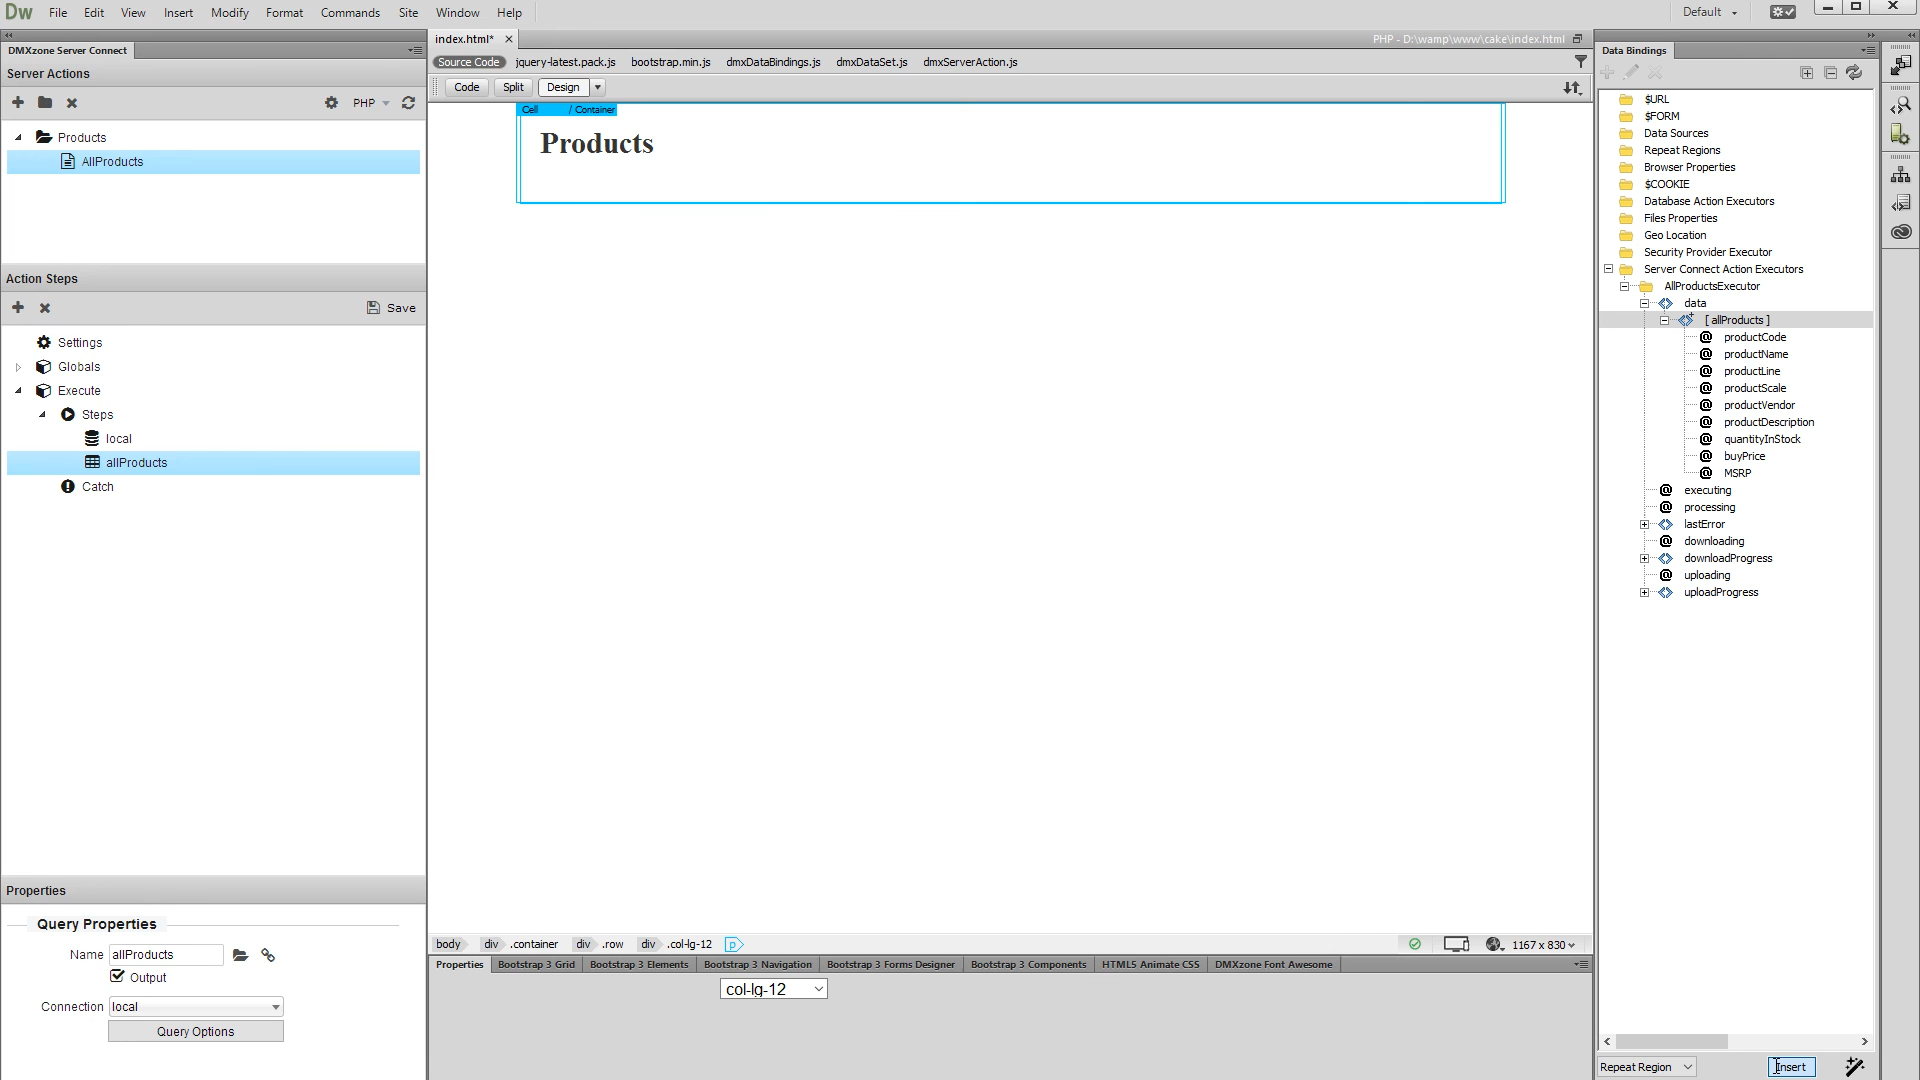 Dw File Edit View Insert Modify Format Commands Site Window Help Default
DMXzone Server Connect
Server Actions
PHP
Products
AllProducts
Action Steps
Save
Settings
Globals
Execute
Steps
local
allProducts
Catch
Properties
Query Properties
Name allProducts
Output
Connection local
Query Options
index.html* PHP - D:\wamp\www\cake\index.html
Source Code jquery-latest.pack.js bootstrap.min.js dmxDataBindings.js dmxDataSet.js dmxServerAction.js
Code Split Design
Cell / Container
Products
body div .container div .row div .col-lg-12 p 1167 x 830
Properties Bootstrap 3 Grid Bootstrap 3 Elements Bootstrap 3 Navigation Bootstrap 3 Forms Designer Bootstrap 3 Components HTML5 Animate CSS DMXzone Font Awesome
col-lg-12
Data Bindings
$URL
$FORM
Data Sources
Repeat Regions
Browser Properties
$COOKIE
Database Action Executors
Files Properties
Geo Location
Security Provider Executor
Server Connect Action Executors
AllProductsExecutor
data
[ allProducts ]
@ productCode
@ productName
@ productLine
@ productScale
@ productVendor
@ productDescription
@ quantityInStock
@ buyPrice
@ MSRP
@ executing
@ processing
lastError
@ downloading
downloadProgress
@ uploading
uploadProgress
Repeat Region Insert